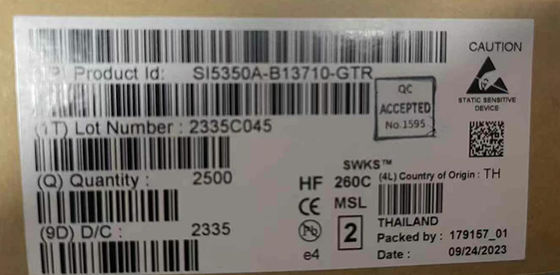 CAUTION
P) Product Id: SI5350A-B13710-GTR
STATIC SENSITIVE
DEVICE
QC
ACCEPTED
No.1595
(1T) Lot Number : 2335C045
SWKS™
(Q) Quantity : 2500
HF 260C (4L) Country of Origin : TH
CE MSL
(9D) D/C : 2335
Pb 2
e4
THAILAND
Packed by : 179157_01
Date : 09/24/2023